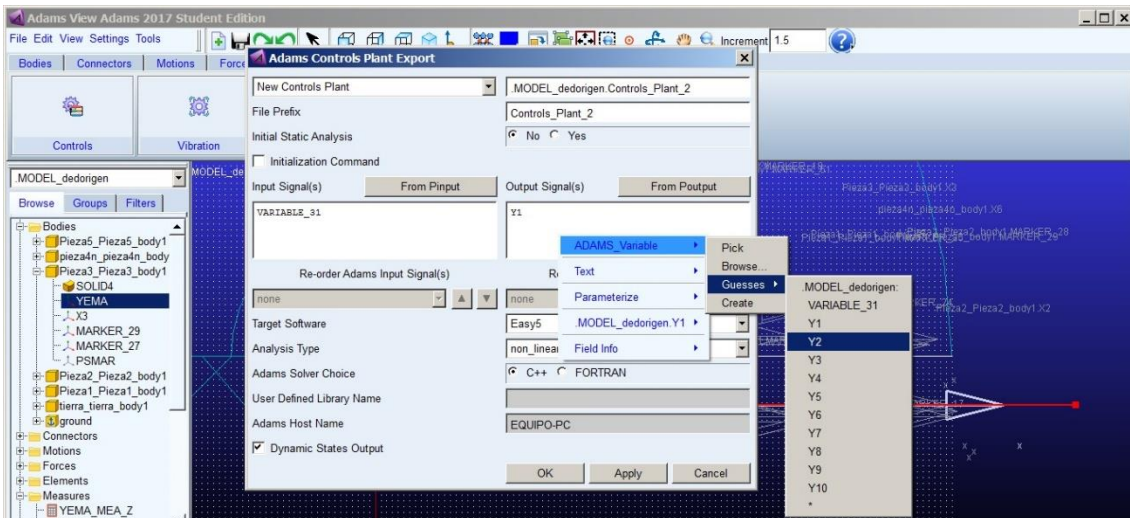 Adams View Adams 2017 Student Edition
File Edit View Settings Tools
Increment 1.5
Bodies Connectors Motions Force
Controls Vibration
.MODEL_dedorigen
Browse Groups Filters
Bodies
Pieza5_Pieza5_body1
pieza4n_pieza4n_body
Pieza3_Pieza3_body1
SOLID4
YEMA
X3
MARKER_29
MARKER_27
PSMAR
Pieza2_Pieza2_body1
Pieza1_Pieza1_body1
tierra_tierra_body1
ground
Connectors
Motions
Forces
Elements
Measures
YEMA_MEA_Z
MODEL_de
Adams Controls Plant Export
New Controls Plant .MODEL_dedorigen.Controls_Plant_2
File Prefix Controls_Plant_2
Initial Static Analysis No Yes
Initialization Command
Input Signal(s) From Pinput Output Signal(s) From Poutput
VARIABLE_31 Y1
Re-order Adams Input Signal(s) R
none none
Target Software Easy5
Analysis Type non_linear
Adams Solver Choice C++ FORTRAN
User Defined Library Name
Adams Host Name EQUIPO-PC
Dynamic States Output
OK Apply Cancel
ADAMS_Variable
Text
Parameterize
.MODEL_dedorigen.Y1
Field Info
Pick
Browse...
Guesses
Create
.MODEL_dedorigen:
VARIABLE_31
Y1
Y2
Y3
Y4
Y5
Y6
Y7
Y8
Y9
Y10
*
Pieza3_Pieza3_body1.X3
pieza4n_pieza4n_body1.X6
Pieza2_Pieza2_body1.X2